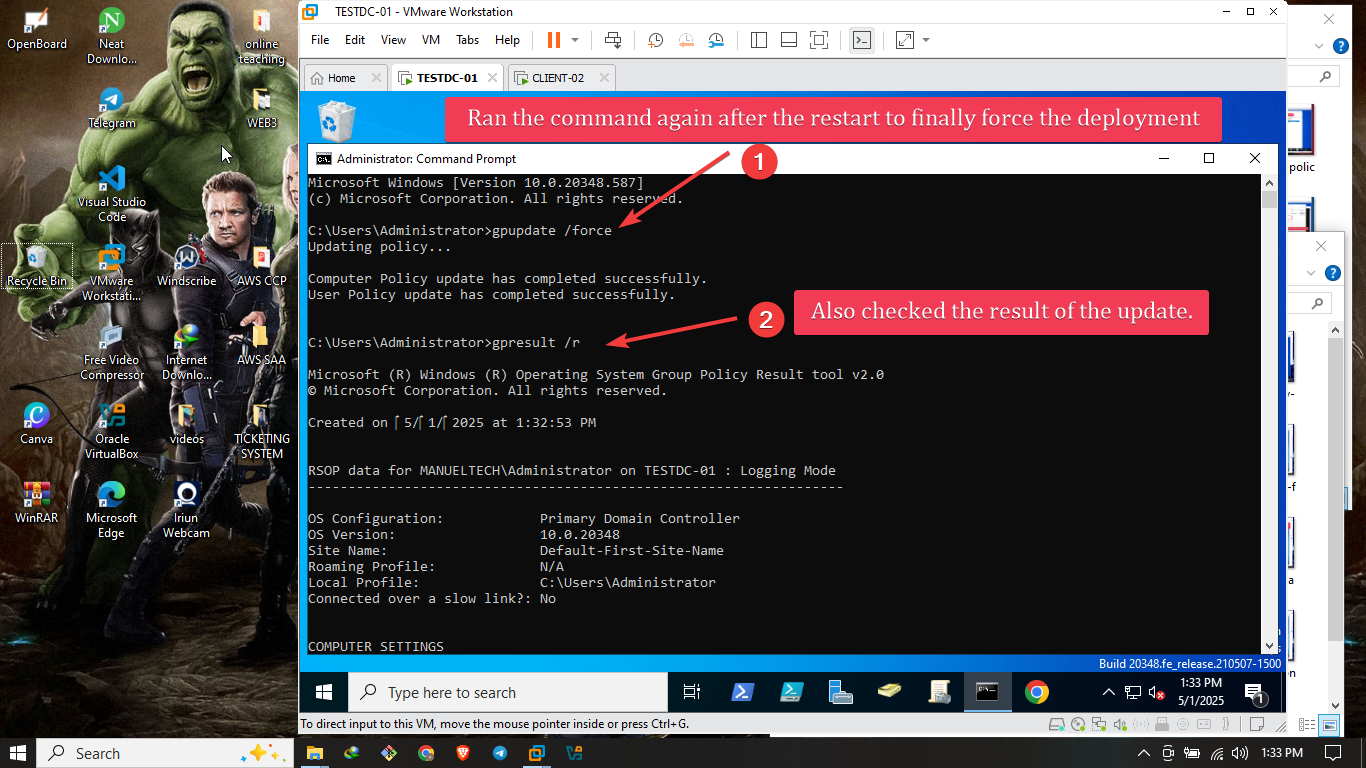 OpenBoard
Neat
Downlo...
online
teaching
Telegram
WEB3
Visual Studio
Code
Recycle Bin
VMware
Workstati...
Windscribe
AWS CCP
Free Video
Compressor
Internet
Downlo...
AWS SAA
Canva
Oracle
VirtualBox
videos
TICKETING
SYSTEM
WinRAR
Microsoft
Edge
Iriun
Webcam
TESTDC-01 - VMware Workstation
File Edit View VM Tabs Help
Home TESTDC-01 CLIENT-02
Ran the command again after the restart to finally force the deployment
1
Administrator: Command Prompt
Microsoft Windows [Version 10.0.20348.587]
(c) Microsoft Corporation. All rights reserved.
C:\Users\Administrator>gpupdate /force
Updating policy...
Computer Policy update has completed successfully.
User Policy update has completed successfully.
2
Also checked the result of the update.
C:\Users\Administrator>gpresult /r
Microsoft (R) Windows (R) Operating System Group Policy Result tool v2.0
© Microsoft Corporation. All rights reserved.
Created on 5/ 1/ 2025 at 1:32:53 PM
RSOP data for MANUELTECH\Administrator on TESTDC-01 : Logging Mode
-------------------------------------------------------------------
OS Configuration: Primary Domain Controller
OS Version: 10.0.20348
Site Name: Default-First-Site-Name
Roaming Profile: N/A
Local Profile: C:\Users\Administrator
Connected over a slow link?: No
COMPUTER SETTINGS
Build 20348.fe_release.210507-1500
Type here to search
1:33 PM
5/1/2025
1
To direct input to this VM, move the mouse pointer inside or press Ctrl+G.
polic
Search
1:33 PM